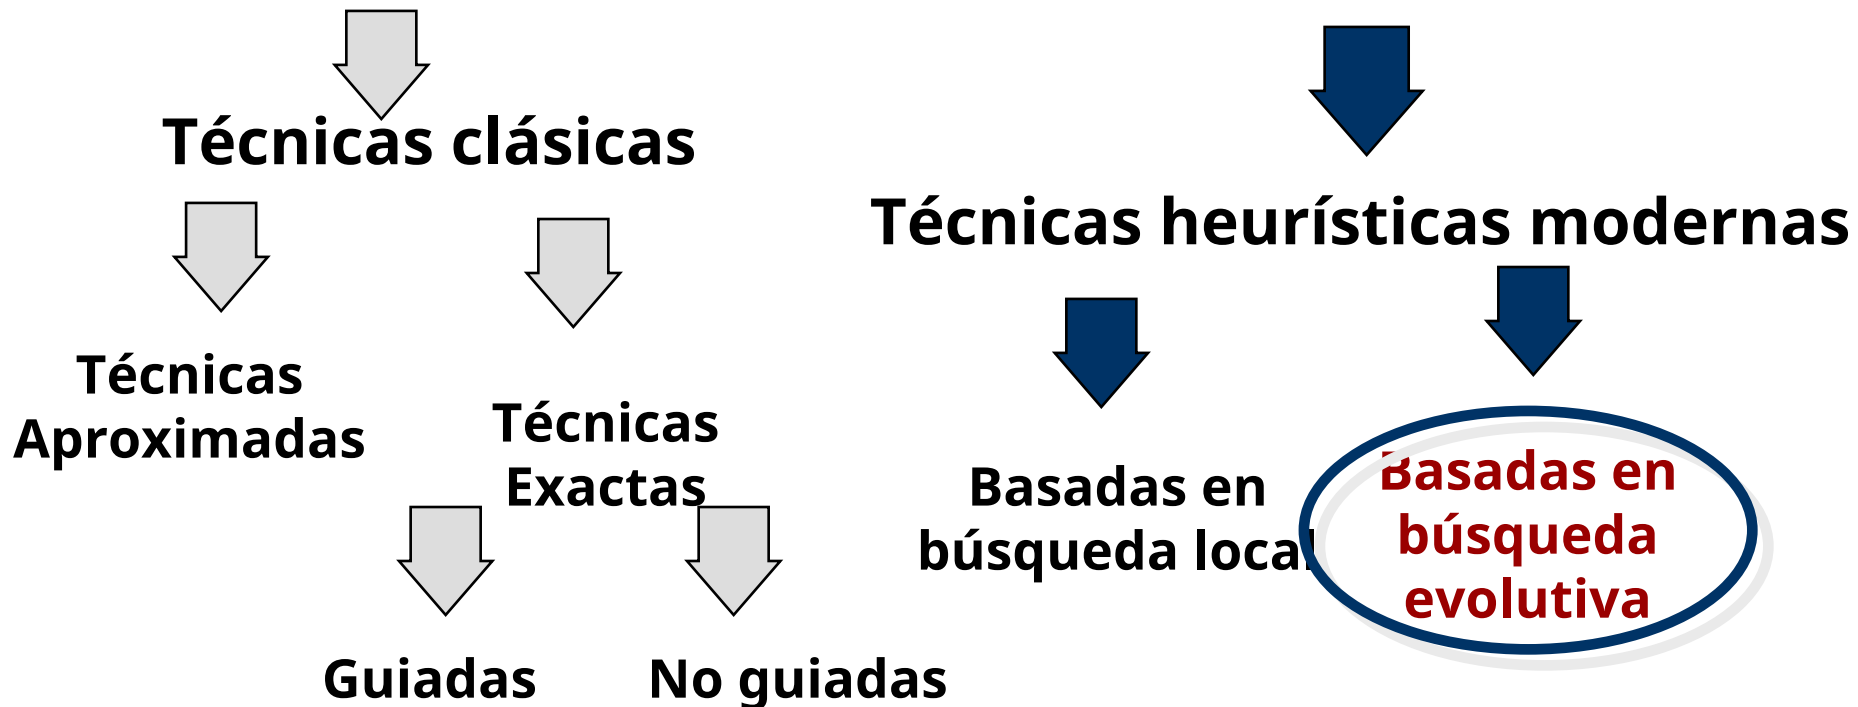 Técnicas clásicas
Técnicas heurísticas modernas
Técnicas
Aproximadas
Técnicas
Exactas
Basadas en
búsqueda local
Basadas en
búsqueda
evolutiva
Guiadas
No guiadas